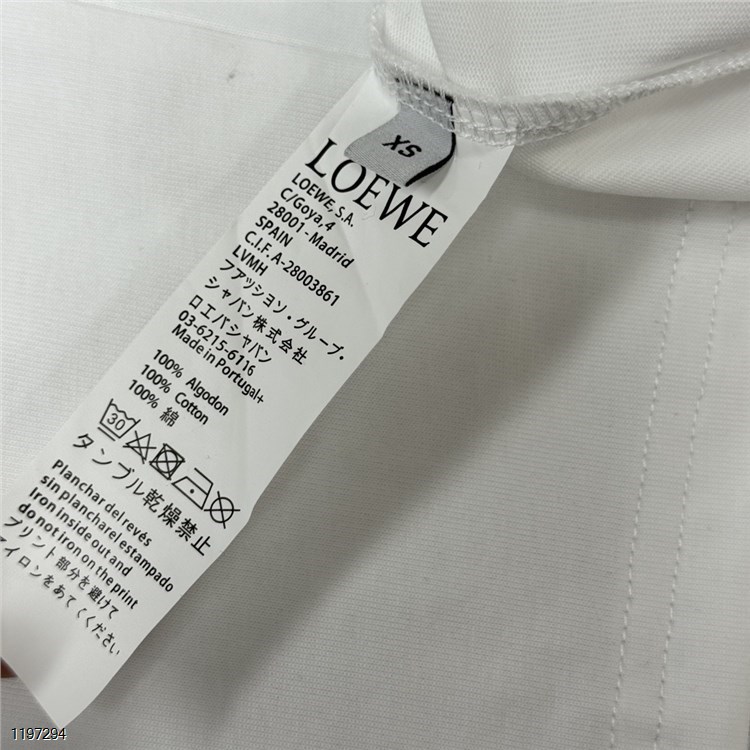 XS
LOEWE
LOEWE, S.A.
C/Goya, 4
28001 - Madrid
SPAIN
C.I.F. A-28003861
LVMH
ファッション・グループ・
ジャパン株式会社
ロエバジャパン
03-6215-6116
Made in Portugal+
100% Algodon
100% Cotton
100% 綿
30
タンブル乾燥禁止
Planchar del revés
sin planchar el estampado
Iron inside out and
do not iron on the print
プリント部分を避けて
アイロンをあてくください
1197294